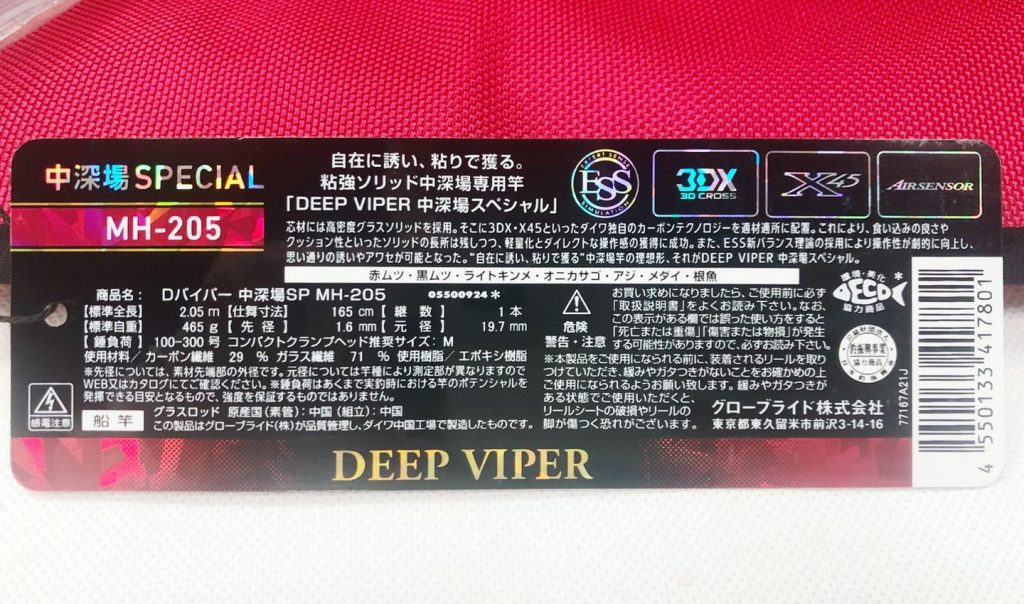 中深場SPECIAL
MH-205
自在に誘い、粘りで獲る。
粘強ソリッド中深場専用竿
「DEEP VIPER 中深場スペシャル」
EXPERT SENSE
ESS
SIMULATION
3DX
3D CROSS
X45
AIRSENSOR
芯材には高密度グラスソリッドを採用。そこに3DX・X45といったダイワ独自のカーボンテクノロジーを適材適所に配置。これにより、食い込みの良さや
クッション性といったソリッドの長所は残しつつ、軽量化とダイレクトな操作感の獲得に成功。また、ESS新バランス理論の採用により操作性が劇的に向上し、
思い通りの誘いやアワセが可能となった。“自在に誘い、粘りで獲る”中深場竿の理想形、それがDEEP VIPER 中深場スペシャル。
赤ムツ・黒ムツ・ライトキンメ・オニカサゴ・アジ・メダイ・根魚
商品名: Dバイパー 中深場SP MH-205 05500924*
【標準全長】 2.05 m【仕舞寸法】 165 cm【継 数】 1 本
【標準自重】 465 g【先 径】 1.6 mm【元 径】 19.7 mm
【錘負荷】 100-300 号 コンパクトクランプヘッド推奨サイズ: M
使用材料／カーボン繊維 29 % ガラス繊維 71 % 使用樹脂／エポキシ樹脂
※先径については、素材先端部の外径です。元径については竿種により測定部が異なりますので
WEB又はカタログにてご確認ください。※錘負荷はあくまで実釣時における竿のポテンシャルを
発揮できる目安となるもので、強度を保証するものではありません。
感電注意
船 竿
グラスロッド 原産国(素管):中国(組立):中国
この製品はグローブライド(株)が品質管理し、ダイワ中国工場で製造したものです。
危険
警告・注意
お買い求めになりましたら、ご使用前に必ず
「取扱説明書」をよくお読み下さい。なお、
この表示がある欄では誤った使い方をすると
「死亡または重傷」「傷害または物損」が発生
する可能性がありますので、必ずお読み下さい。
※本製品をご使用になられる前に、装着されるリールを取り
つけていただき、緩みやガタつきがないことをお確かめの上
ご使用になられるようお願い致します。緩みやガタつきが
ある状態でご使用いただくと、
リールシートの破損やリールの
脚が傷つく恐れがございます。
環境・美化
ECO
協力商品
公益財団法人
釣振興事業
協力商品
グローブライド株式会社
東京都東久留米市前沢3-14-16
77167A21J
4 550133 417801
DEEP VIPER